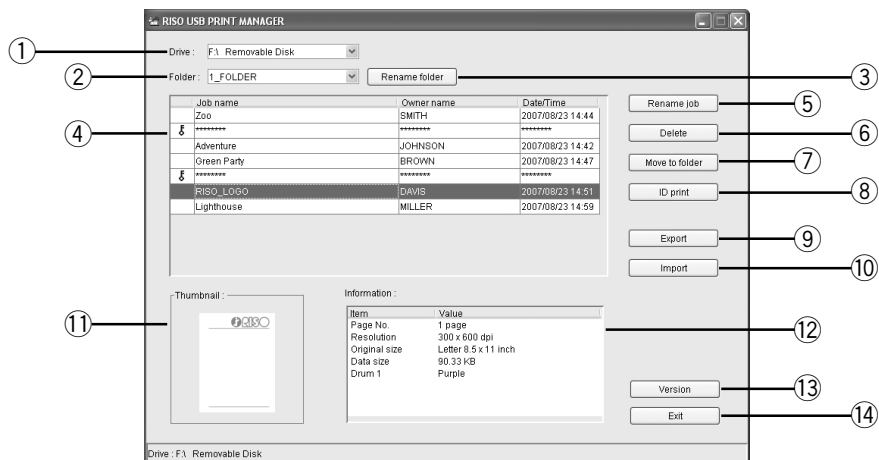 RISO USB PRINT MANAGER
① Drive : F:\ Removable Disk
② Folder : 1_FOLDER Rename folder ③
④ Job name Owner name Date/Time
Zoo SMITH 2007/08/23 14:44
******** ******** ********
Adventure JOHNSON 2007/08/23 14:42
Green Party BROWN 2007/08/23 14:47
******** ******** ********
RISO_LOGO DAVIS 2007/08/23 14:51
Lighthouse MILLER 2007/08/23 14:59
Rename job ⑤
Delete ⑥
Move to folder ⑦
ID print ⑧
Export ⑨
Import ⑩
⑪ Thumbnail :
RISO
Information : ⑫
Item Value
Page No. 1 page
Resolution 300 x 600 dpi
Original size Letter 8.5 x 11 inch
Data size 90.33 KB
Drum 1 Purple
Version ⑬
Exit ⑭
Drive : F:\ Removable Disk